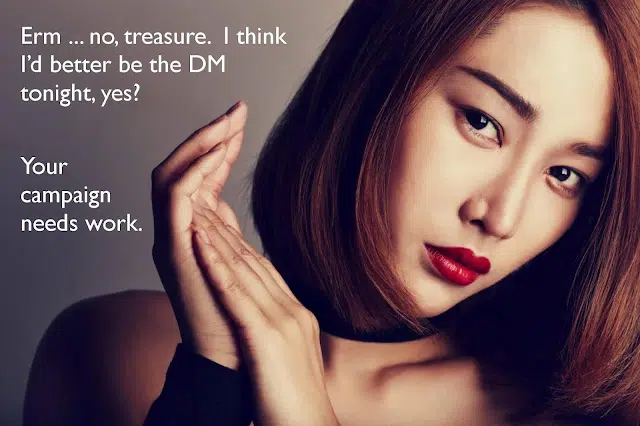 Erm ... no, treasure.  I think
I'd better be the DM
tonight, yes?
Your
campaign
needs work.